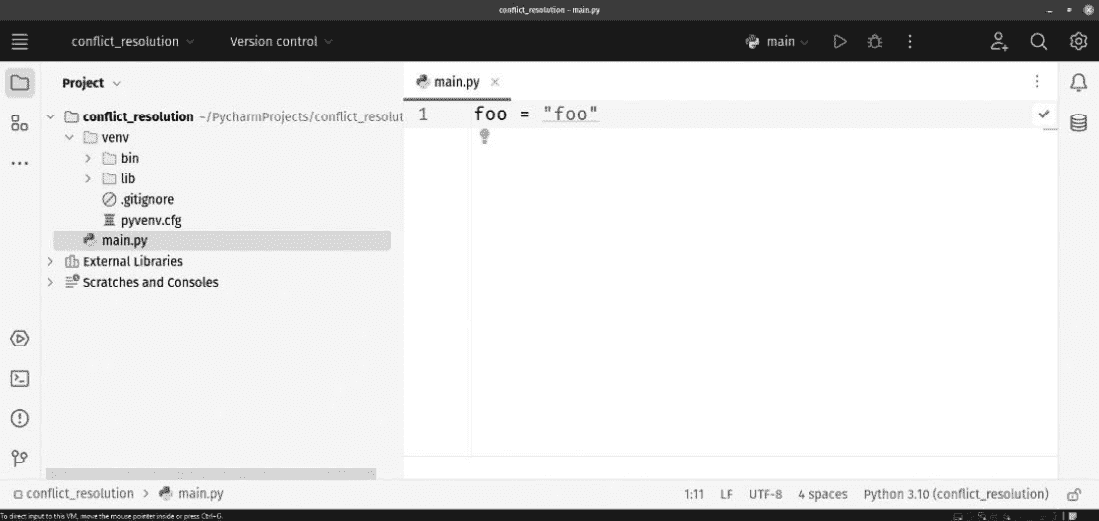 conflict_resolution – main.py
conflict_resolution
Version control
main
Project
main.py
conflict_resolution ~/PycharmProjects/conflict_resolut
venv
bin
lib
.gitignore
pyvenv.cfg
main.py
External Libraries
Scratches and Consoles
1 foo = "foo"
conflict_resolution > main.py
1:11 LF UTF-8 4 spaces Python 3.10 (conflict_resolution)
To direct input to this VM, move the mouse pointer inside or press Ctrl+G.